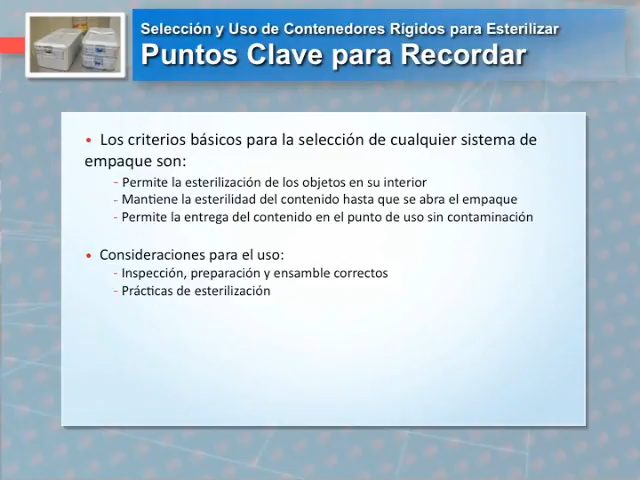 Selección y Uso de Contenedores Rígidos para Esterilizar
Puntos Clave para Recordar
• Los criterios básicos para la selección de cualquier sistema de
empaque son:
- Permite la esterilización de los objetos en su interior
- Mantiene la esterilidad del contenido hasta que se abra el empaque
- Permite la entrega del contenido en el punto de uso sin contaminación
• Consideraciones para el uso:
- Inspección, preparación y ensamble correctos
- Prácticas de esterilización